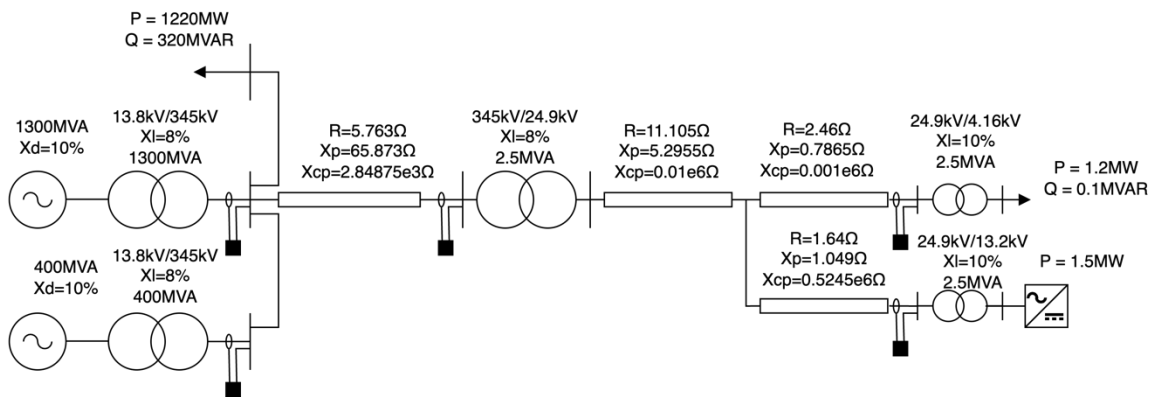 P = 1220MW
Q = 320MVAR
1300MVA
Xd=10%
13.8kV/345kV
Xl=8%
1300MVA
R=5.763Ω
Xp=65.873Ω
Xcp=2.84875e3Ω
345kV/24.9kV
Xl=8%
2.5MVA
R=11.105Ω
Xp=5.2955Ω
Xcp=0.01e6Ω
R=2.46Ω
Xp=0.7865Ω
Xcp=0.001e6Ω
24.9kV/4.16kV
Xl=10%
2.5MVA
P = 1.2MW
Q = 0.1MVAR
400MVA
Xd=10%
13.8kV/345kV
Xl=8%
400MVA
R=1.64Ω
Xp=1.049Ω
Xcp=0.5245e6Ω
24.9kV/13.2kV
Xl=10%
2.5MVA
P = 1.5MW